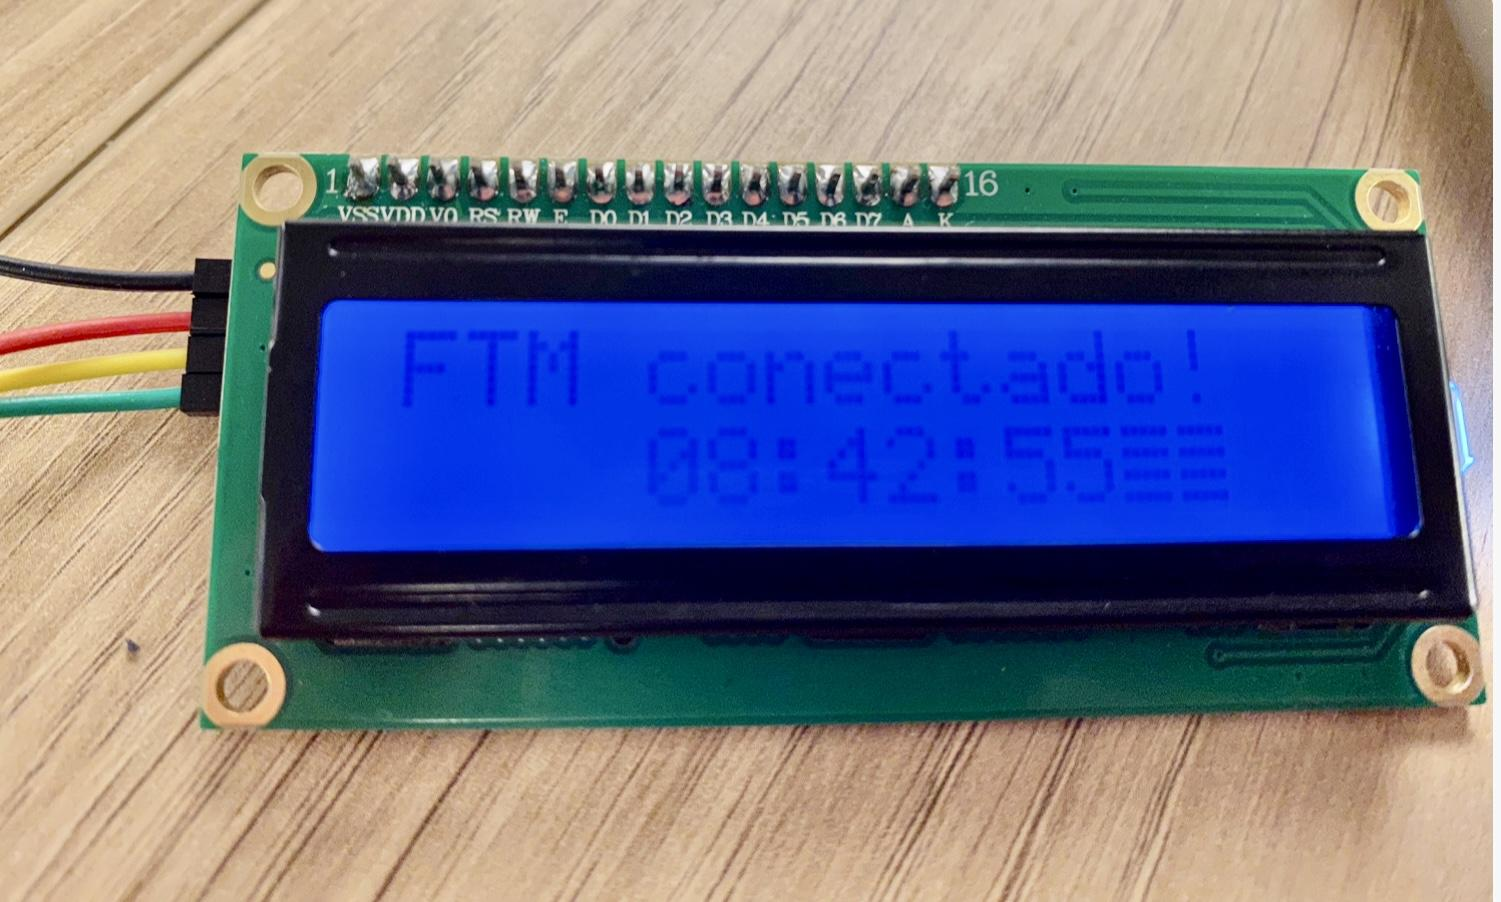 1 16
VSS VDD V0 RS RW E D0 D1 D2 D3 D4 D5 D6 D7 A K
FTM conectado!
08:42:55